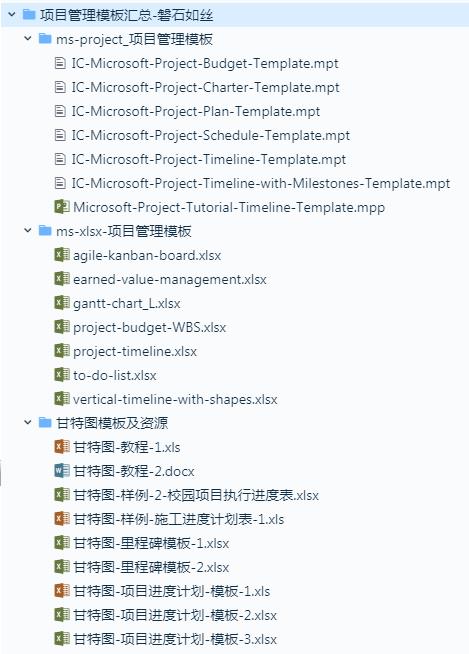 项目管理模板汇总-磐石如丝
ms-project_项目管理模板
IC-Microsoft-Project-Budget-Template.mpt
IC-Microsoft-Project-Charter-Template.mpt
IC-Microsoft-Project-Plan-Template.mpt
IC-Microsoft-Project-Schedule-Template.mpt
IC-Microsoft-Project-Timeline-Template.mpt
IC-Microsoft-Project-Timeline-with-Milestones-Template.mpt
Microsoft-Project-Tutorial-Timeline-Template.mpp
ms-xlsx-项目管理模板
agile-kanban-board.xlsx
earned-value-management.xlsx
gantt-chart_L.xlsx
project-budget-WBS.xlsx
project-timeline.xlsx
to-do-list.xlsx
vertical-timeline-with-shapes.xlsx
甘特图模板及资源
甘特图-教程-1.xls
甘特图-教程-2.docx
甘特图-样例-2-校园项目执行进度表.xlsx
甘特图-样例-施工进度计划表-1.xls
甘特图-里程碑模板-1.xlsx
甘特图-里程碑模板-2.xlsx
甘特图-项目进度计划-模板-1.xls
甘特图-项目进度计划-模板-2.xlsx
甘特图-项目进度计划-模板-3.xlsx